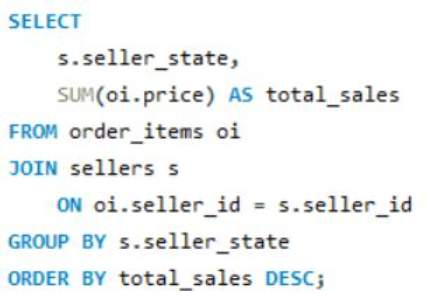 SELECT
    s.seller_state,
    SUM(oi.price) AS total_sales
FROM order_items oi
JOIN sellers s
    ON oi.seller_id = s.seller_id
GROUP BY s.seller_state
ORDER BY total_sales DESC;